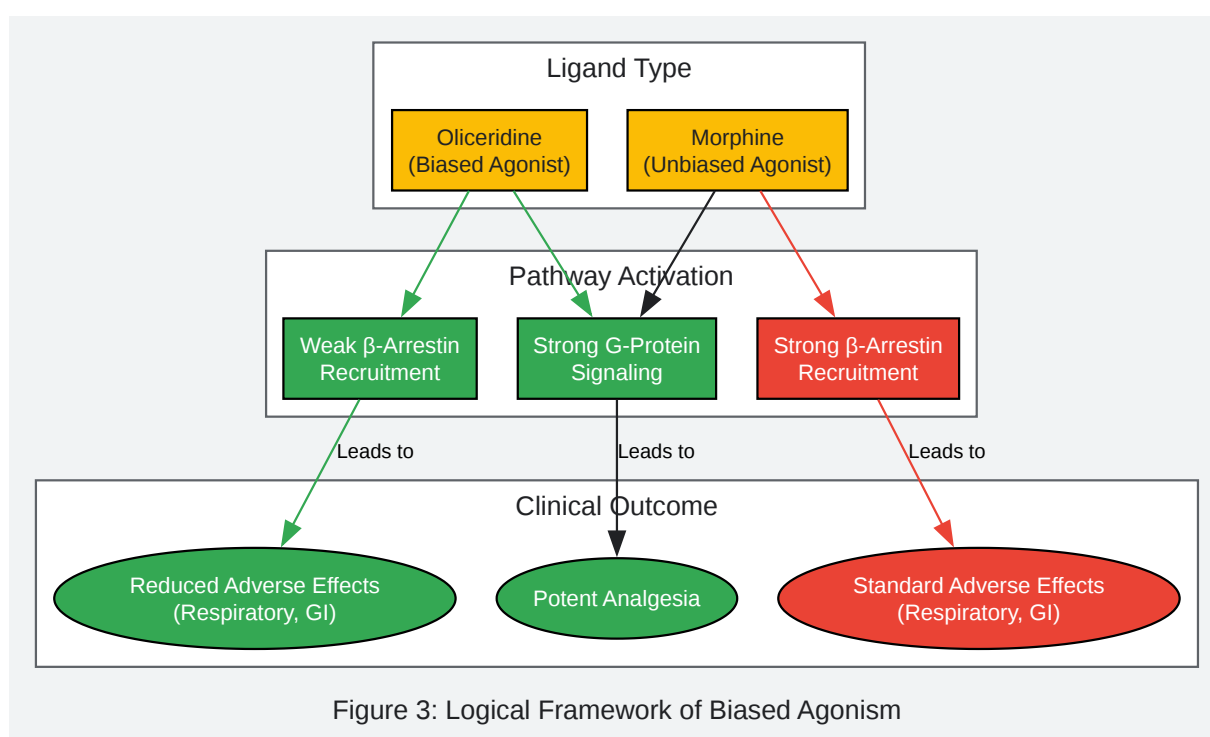 Ligand Type
Oliceridine
(Biased Agonist)
Morphine
(Unbiased Agonist)
Pathway Activation
Weak β-Arrestin
Recruitment
Strong G-Protein
Signaling
Strong β-Arrestin
Recruitment
Leads to
Leads to
Leads to
Clinical Outcome
Reduced Adverse Effects
(Respiratory, GI)
Potent Analgesia
Standard Adverse Effects
(Respiratory, GI)
Figure 3: Logical Framework of Biased Agonism